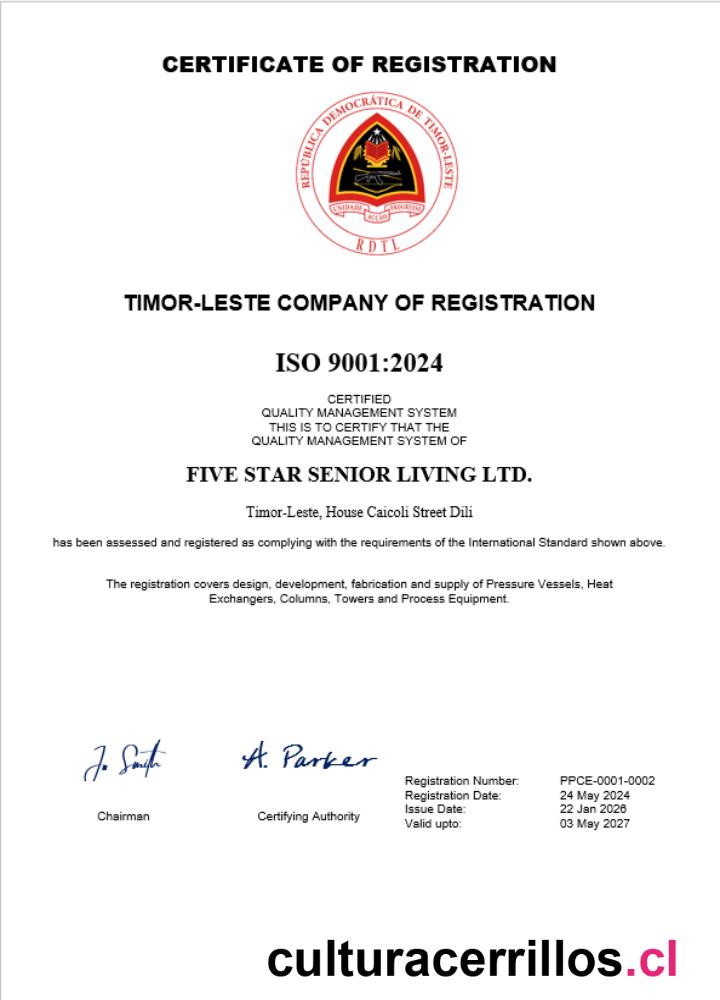 CERTIFICATE OF REGISTRATION
REPÚBLICA DEMOCRÁTICA DE TIMOR-LESTE
UNIDADE
ACCÃO
PROGRESSO
RDTL
TIMOR-LESTE COMPANY OF REGISTRATION
ISO 9001:2024
CERTIFIED
QUALITY MANAGEMENT SYSTEM
THIS IS TO CERTIFY THAT THE
QUALITY MANAGEMENT SYSTEM OF
FIVE STAR SENIOR LIVING LTD.
Timor-Leste, House Caicoli Street Dili
has been assessed and registered as complying with the requirements of the International Standard shown above.
The registration covers design, development, fabrication and supply of Pressure Vessels, Heat
Exchangers, Columns, Towers and Process Equipment.
J. Smith
A. Parker
Chairman
Certifying Authority
Registration Number: PPCE-0001-0002
Registration Date: 24 May 2024
Issue Date: 22 Jan 2026
Valid upto: 03 May 2027
culturacerrillos.cl